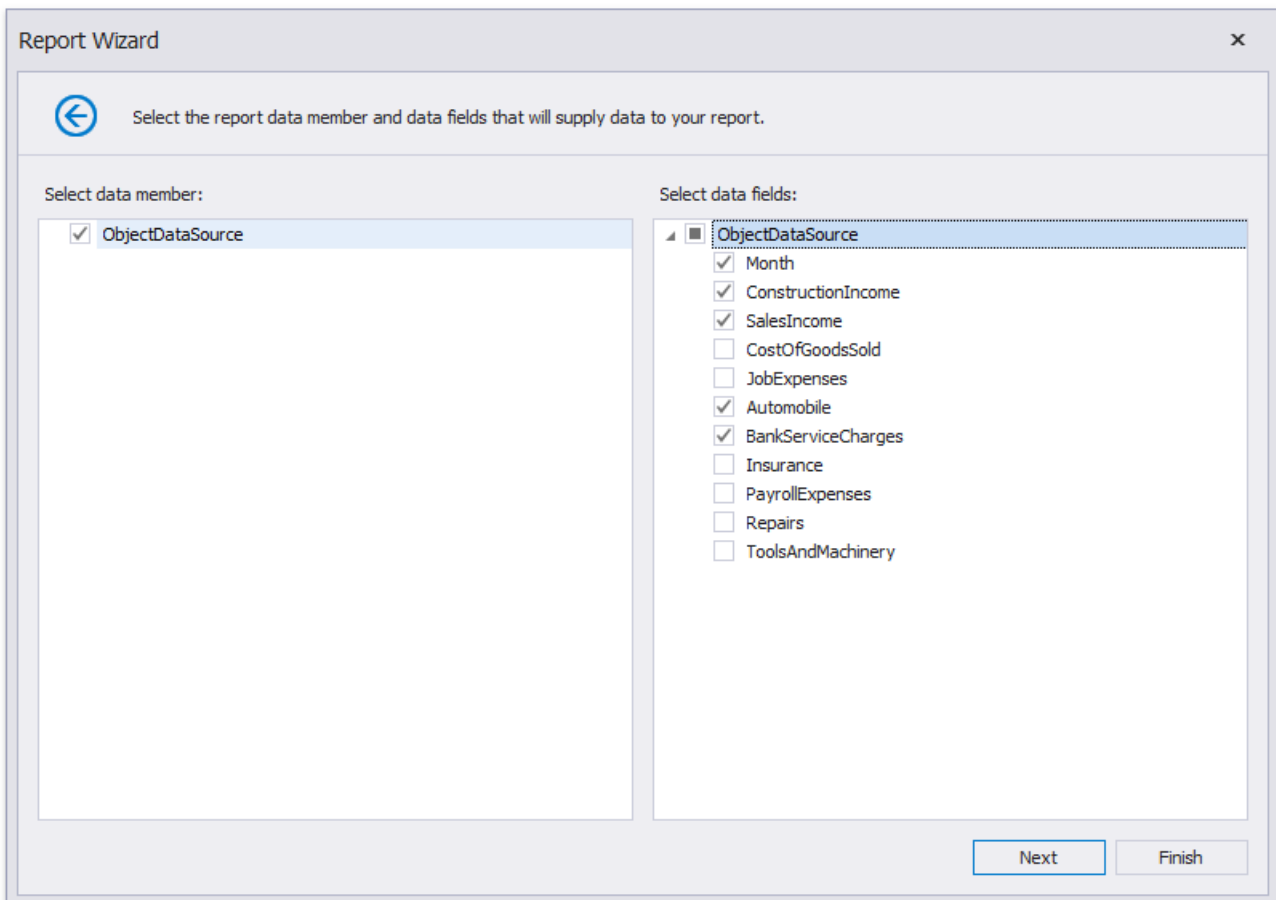 Report Wizard
Select the report data member and data fields that will supply data to your report.
Select data member:
ObjectDataSource
Select data fields:
ObjectDataSource
Month
ConstructionIncome
SalesIncome
CostOfGoodsSold
JobExpenses
Automobile
BankServiceCharges
Insurance
PayrollExpenses
Repairs
ToolsAndMachinery
Next
Finish